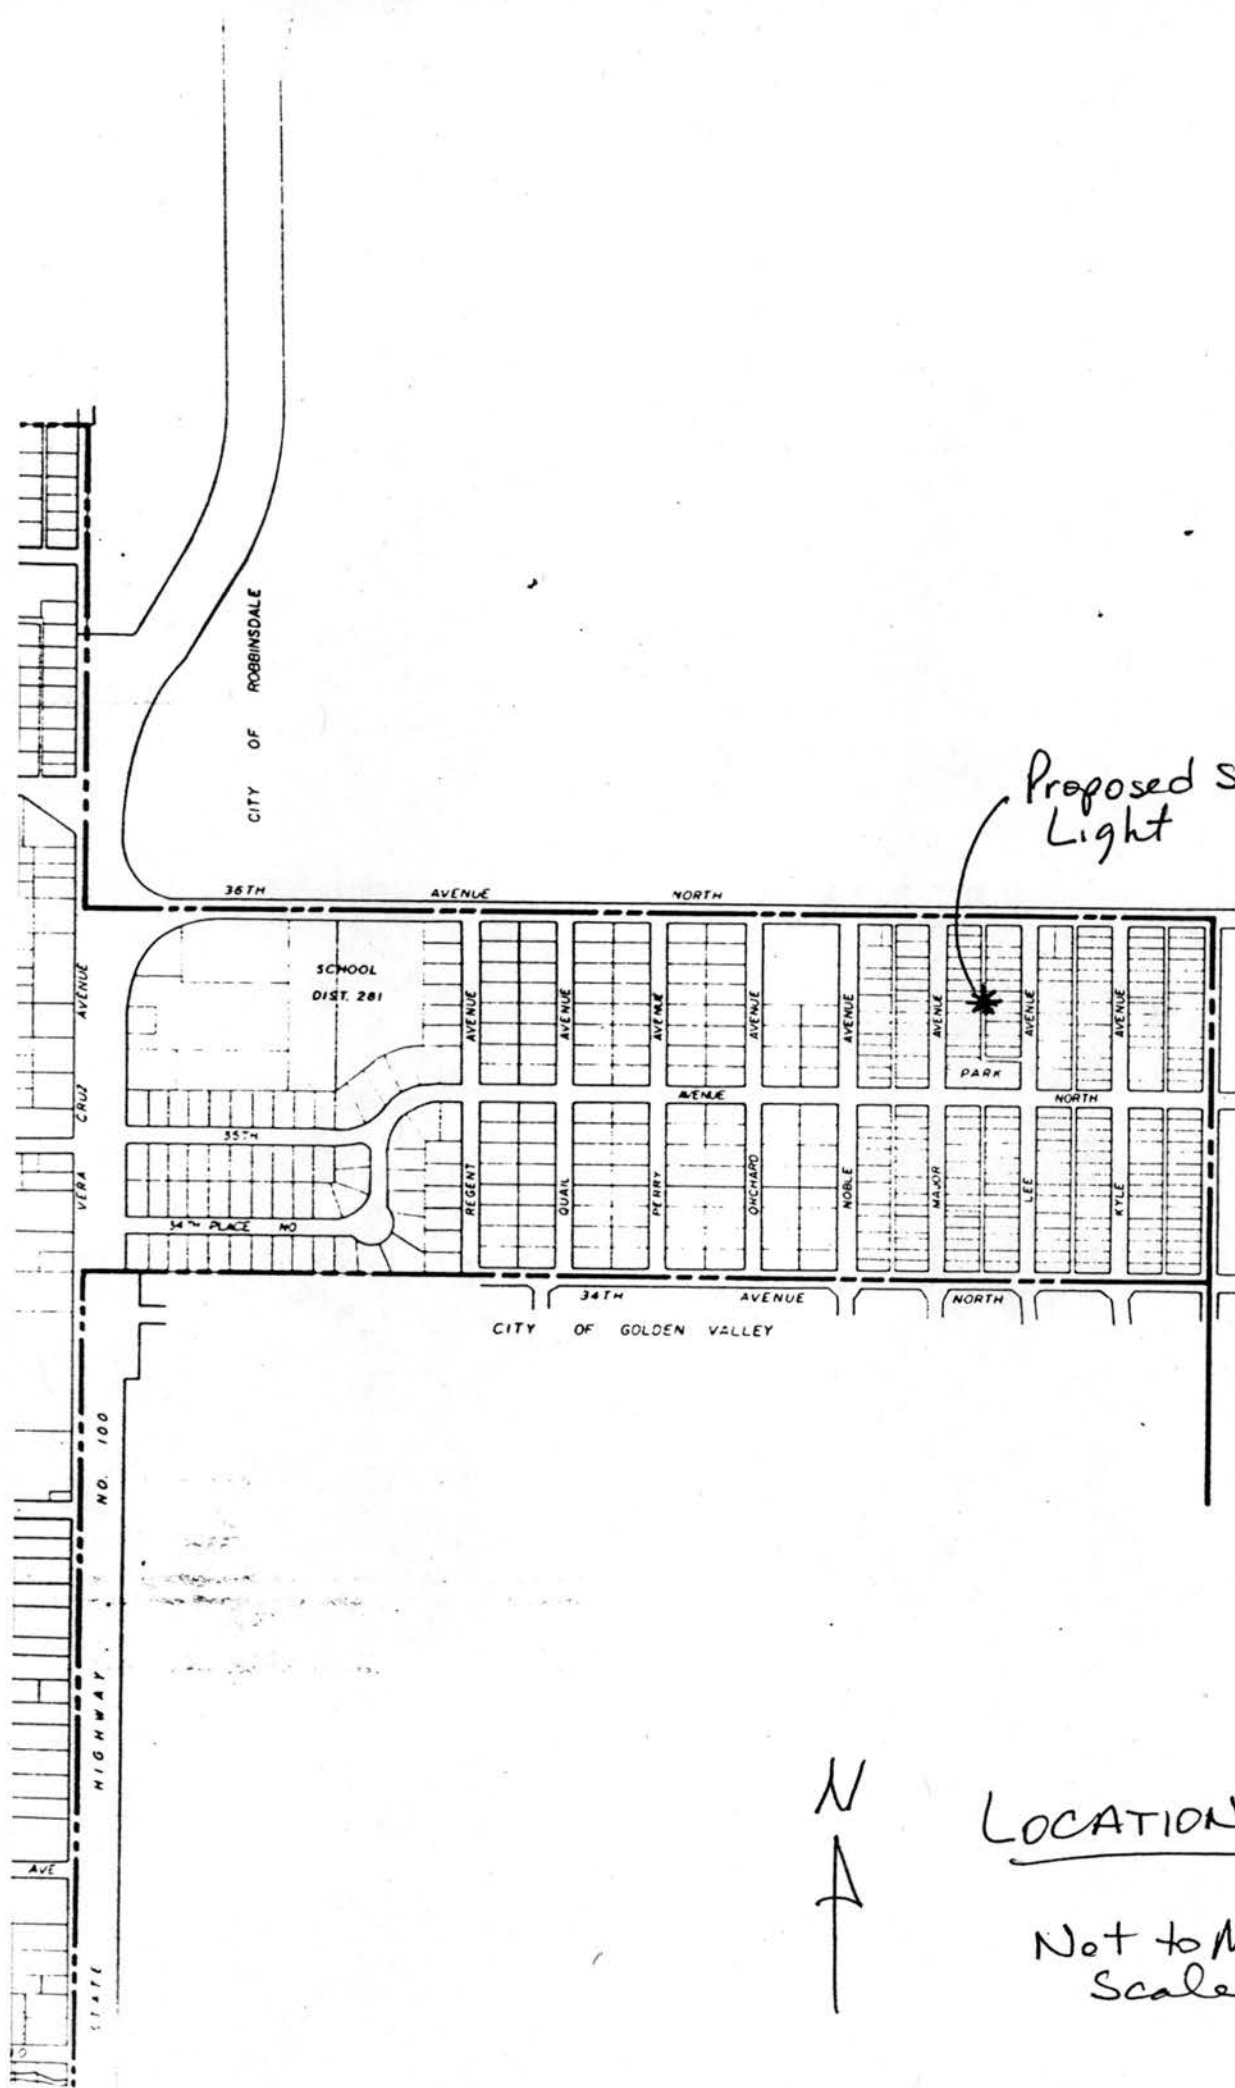 CITY OF ROBBINSDALE
Proposed S
Light
36TH AVENUE NORTH
SCHOOL
DIST. 281
VERA CRUZ AVENUE
AVENUE
AVENUE
AVENUE
AVENUE
AVENUE
AVENUE
AVENUE
AVENUE
PARK
35TH AVENUE NORTH
REGENT
QUAIL
PERRY
ORCHARD
NOBLE
MAJOR
LEE
KYLE
34TH PLACE NO
34TH AVENUE NORTH
CITY OF GOLDEN VALLEY
STATE HIGHWAY NO. 100
AVE
N
LOCATION
Not to M
Scale